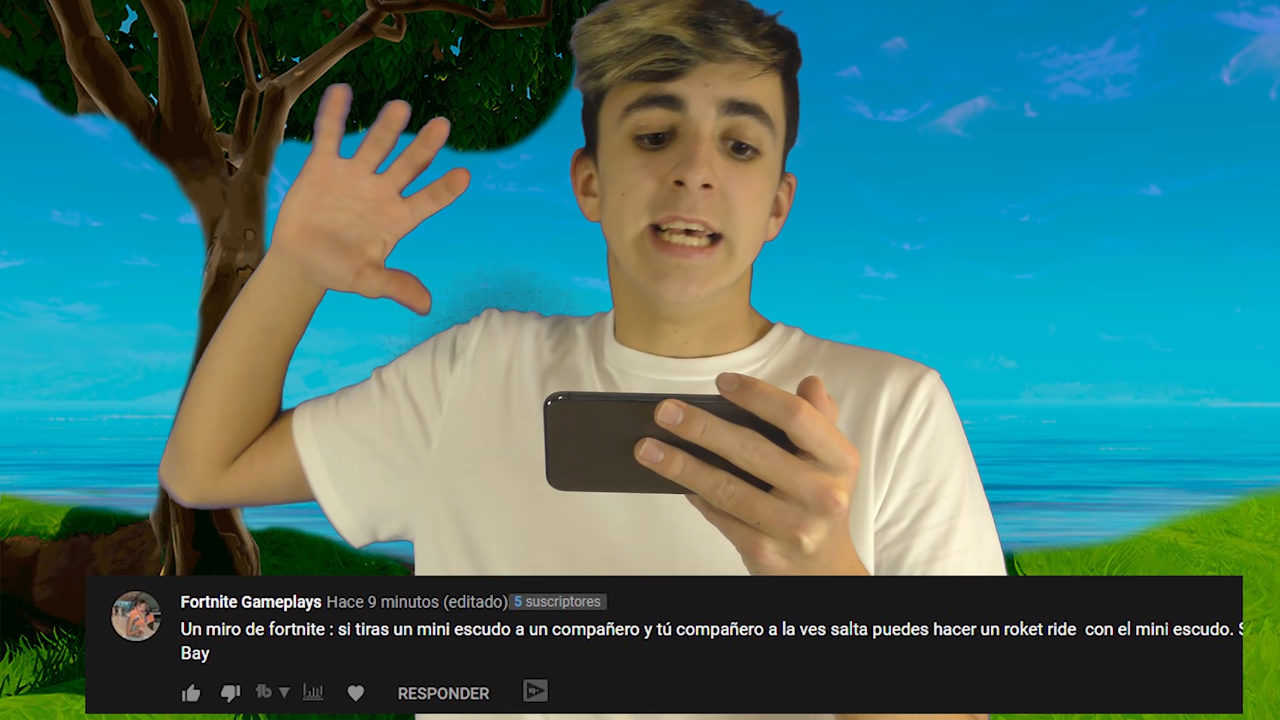 Fortnite Gameplays Hace 9 minutos (editado) 5 suscriptores
Un miro de fortnite : si tiras un mini escudo a un compañero y tú compañero a la ves salta puedes hacer un roket ride con el mini escudo.
Bay
RESPONDER